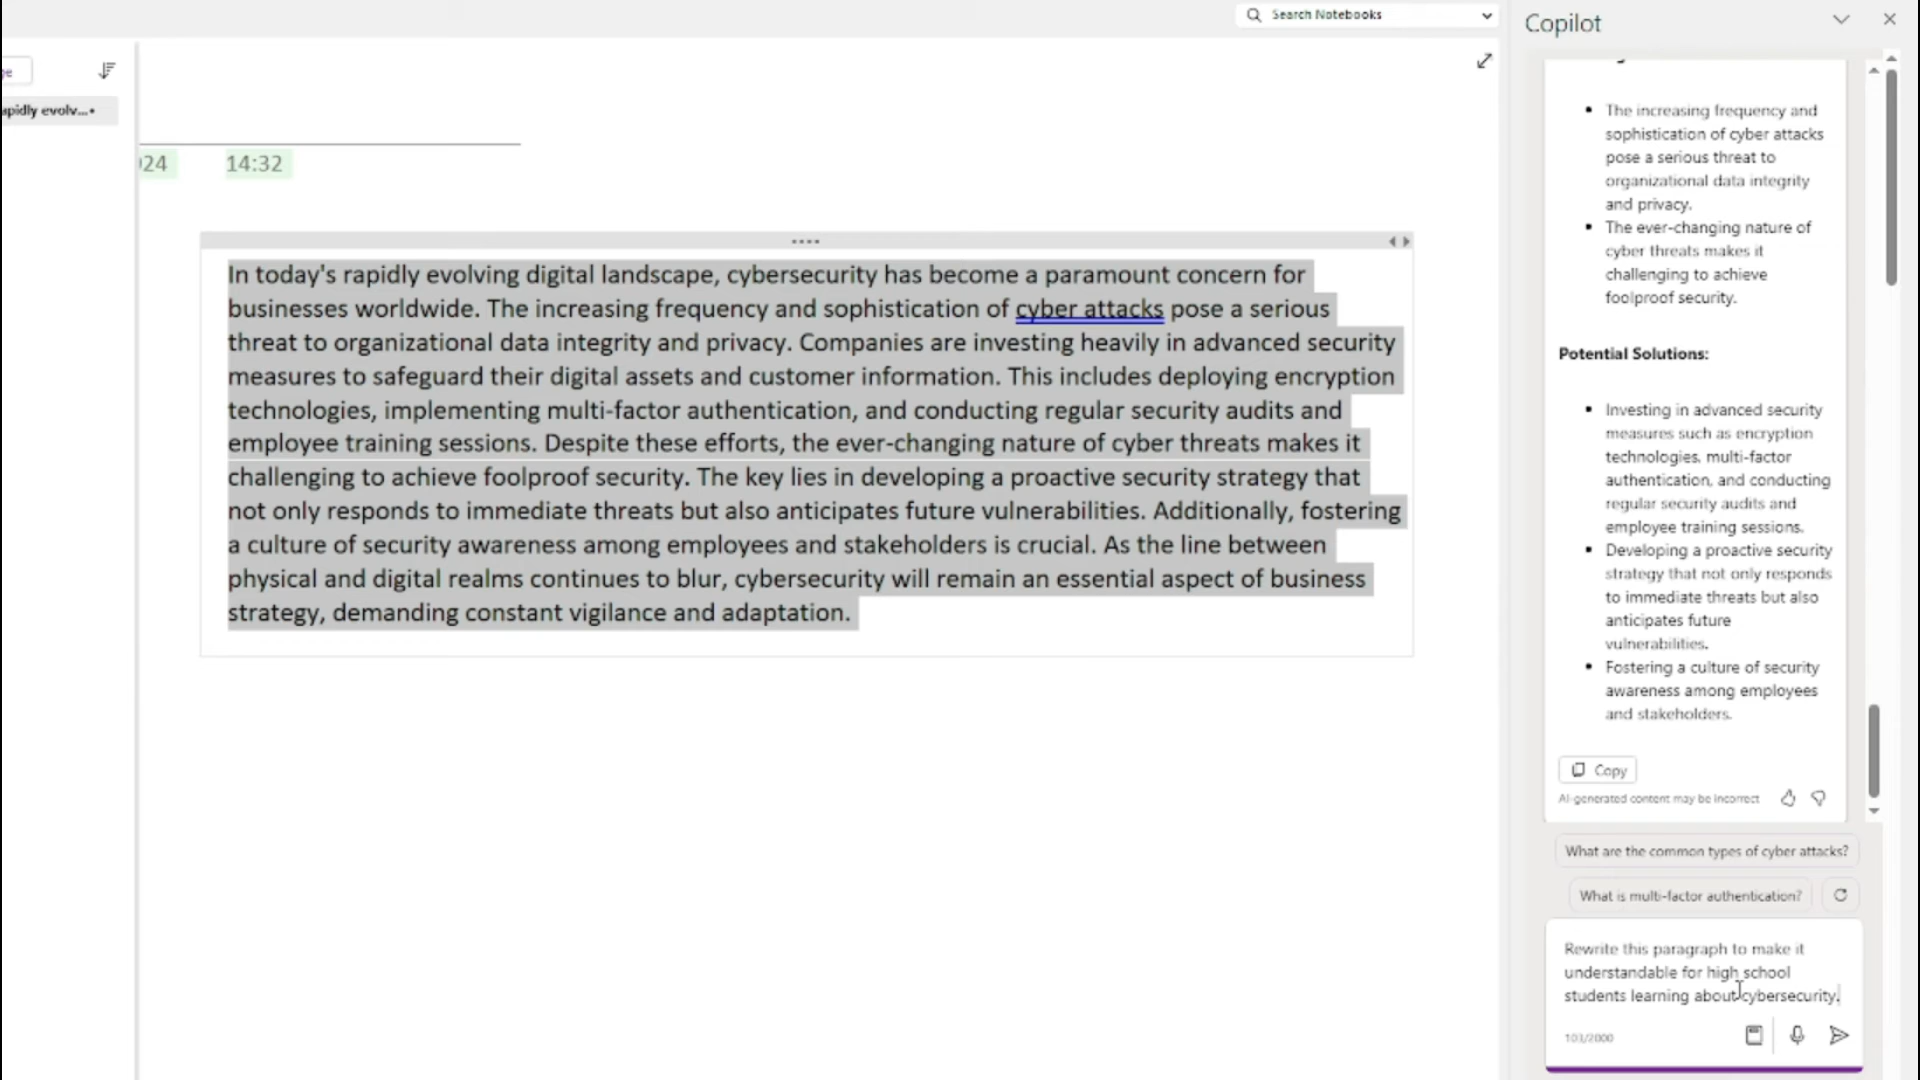 Search Notebooks
Copilot
ge
apidly evolv...
024
14:32
In today's rapidly evolving digital landscape, cybersecurity has become a paramount concern for
businesses worldwide. The increasing frequency and sophistication of cyber attacks pose a serious
threat to organizational data integrity and privacy. Companies are investing heavily in advanced security
measures to safeguard their digital assets and customer information. This includes deploying encryption
technologies, implementing multi-factor authentication, and conducting regular security audits and
employee training sessions. Despite these efforts, the ever-changing nature of cyber threats makes it
challenging to achieve foolproof security. The key lies in developing a proactive security strategy that
not only responds to immediate threats but also anticipates future vulnerabilities. Additionally, fostering
a culture of security awareness among employees and stakeholders is crucial. As the line between
physical and digital realms continues to blur, cybersecurity will remain an essential aspect of business
strategy, demanding constant vigilance and adaptation.
• The increasing frequency and
sophistication of cyber attacks
pose a serious threat to
organizational data integrity
and privacy.
• The ever-changing nature of
cyber threats makes it
challenging to achieve
foolproof security.
Potential Solutions:
• Investing in advanced security
measures such as encryption
technologies, multi-factor
authentication, and conducting
regular security audits and
employee training sessions.
• Developing a proactive security
strategy that not only responds
to immediate threats but also
anticipates future
vulnerabilities.
• Fostering a culture of security
awareness among employees
and stakeholders.
Copy
AI-generated content may be incorrect
What are the common types of cyber attacks?
What is multi-factor authentication?
Rewrite this paragraph to make it
understandable for high school
students learning about cybersecurity.
103/2000